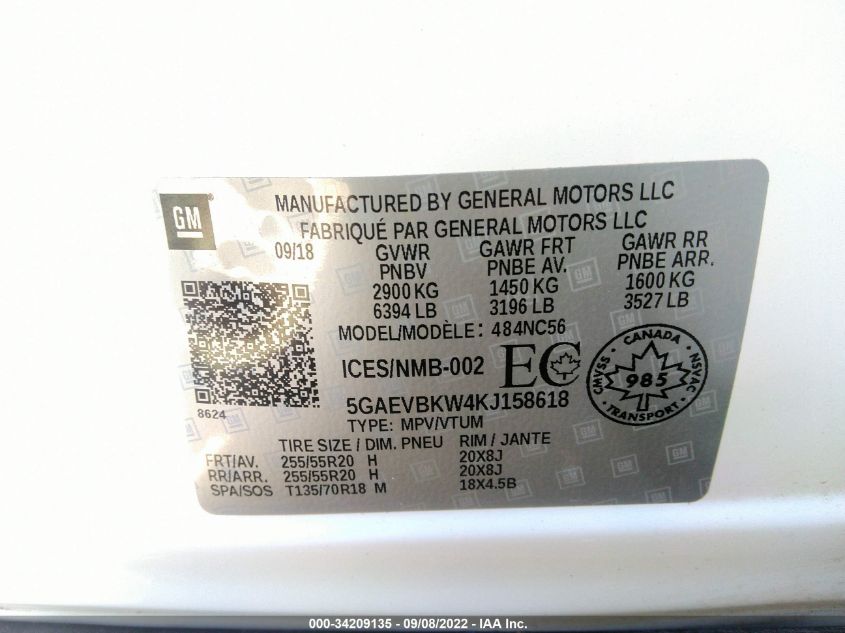 GM
MANUFACTURED BY GENERAL MOTORS LLC
FABRIQUÉ PAR GENERAL MOTORS LLC
09/18 GVWR GAWR FRT GAWR RR
PNBV PNBE AV. PNBE ARR.
2900 KG 1450 KG 1600 KG
6394 LB 3196 LB 3527 LB
MODEL/MODÈLE: 484NC56
ICES/NMB-002 EC
CANADA
CMVSS 985 NSVAC
TRANSPORT
8624
5GAEVBKW4KJ158618
TYPE: MPV/VTUM
TIRE SIZE / DIM. PNEU RIM / JANTE
FRT/AV. 255/55R20 H 20X8J
RR/ARR. 255/55R20 H 20X8J
SPA/SOS T135/70R18 M 18X4.5B
000-34209135 - 09/08/2022 - IAA Inc.